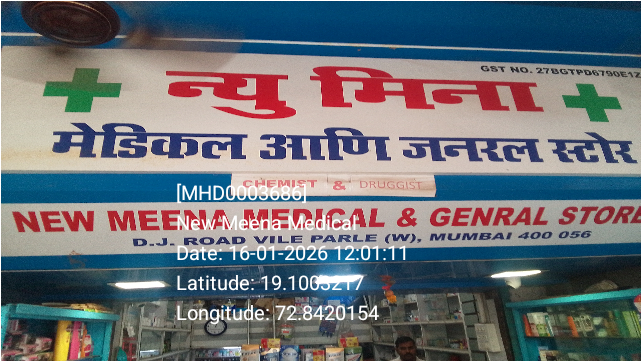 GST NO. 27BGTPD6790E1Z
न्यु मिना
मेडिकल आणि जनरल स्टोर
CHEMIST & DRUGGIST
[MHD0003686]
NEW MEENA MEDICAL & GENRAL STORE
New Meena Medical
D.J. ROAD VILE PARLE (W), MUMBAI 400 056
Date: 16-01-2026 12:01:11
Latitude: 19.1003217
Longitude: 72.8420154